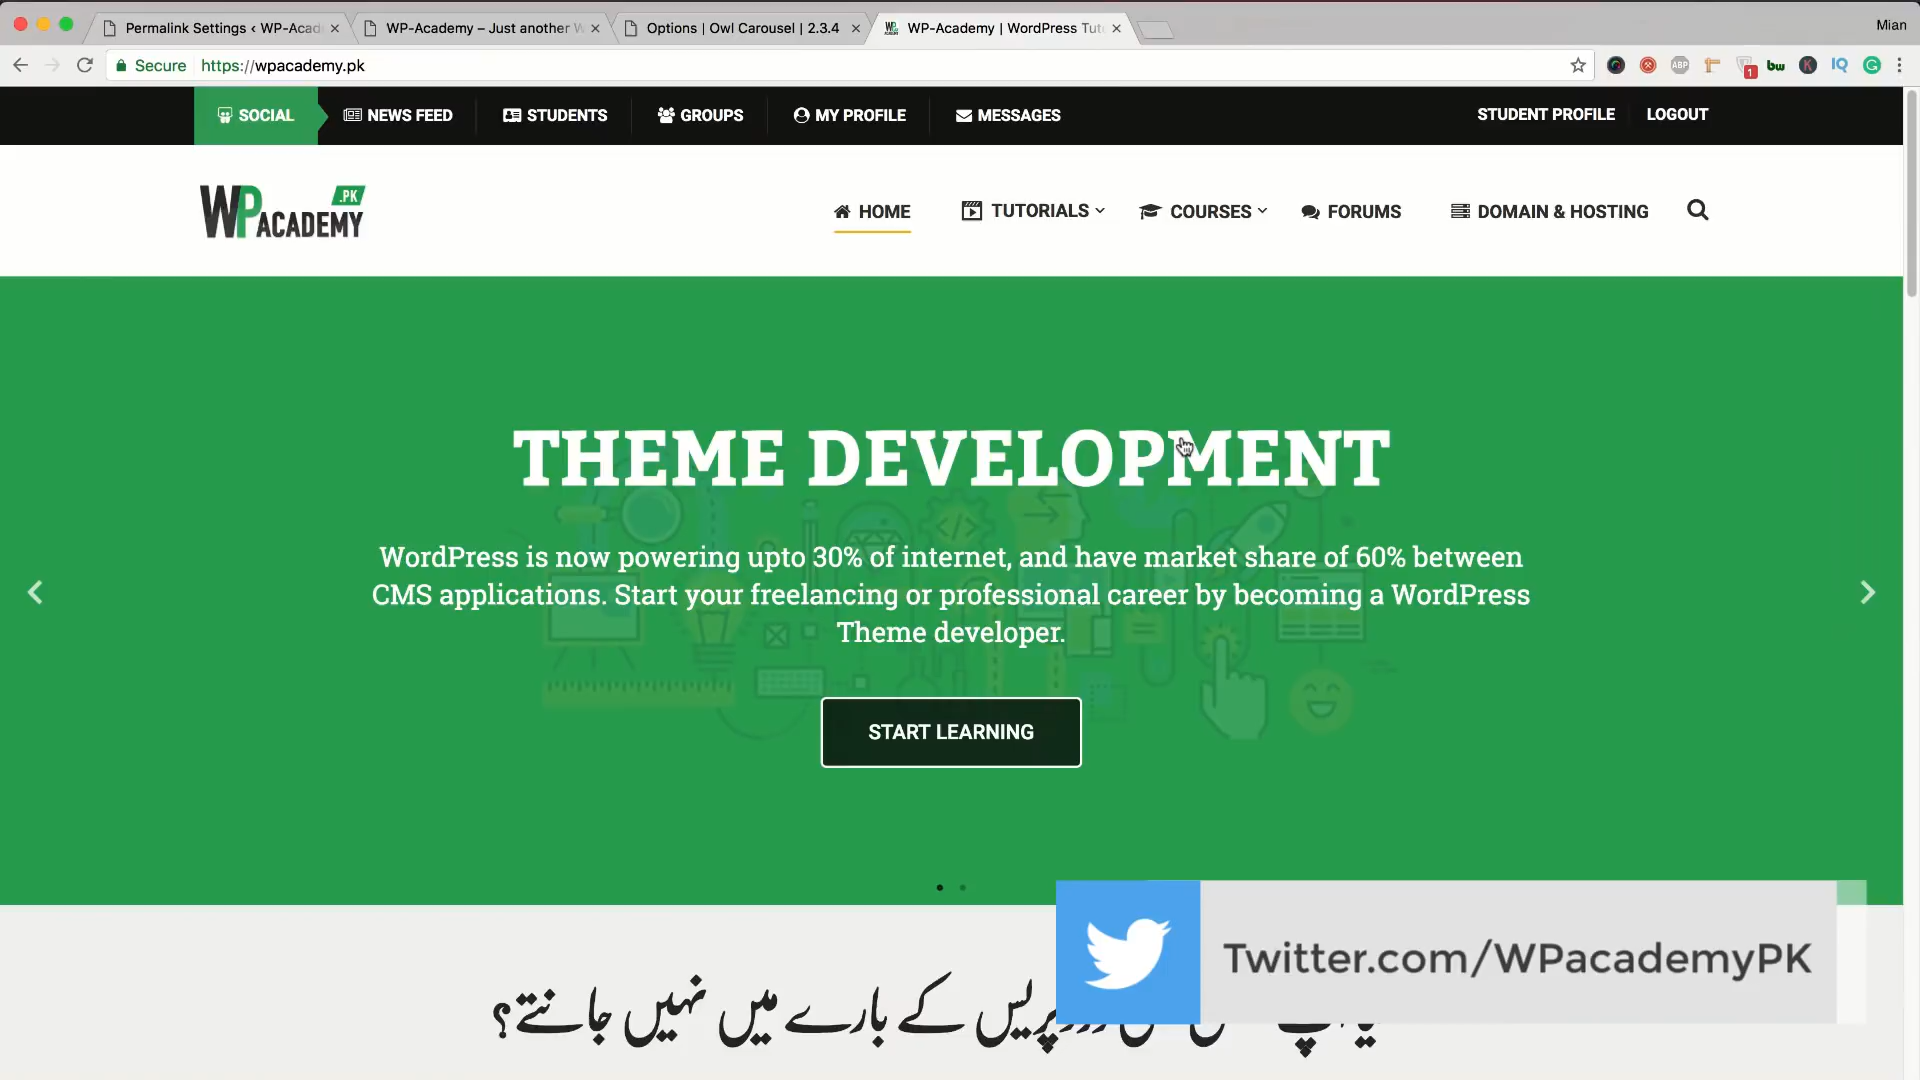 Permalink Settings ‹ WP-Acad
WP-Academy – Just another W
Options | Owl Carousel | 2.3.4
WP-Academy | WordPress Tut
Mian
Secure
https://wpacademy.pk
ABP
1
bw
K
IQ
SOCIAL
NEWS FEED
STUDENTS
GROUPS
MY PROFILE
MESSAGES
STUDENT PROFILE
LOGOUT
WP ACADEMY .PK
HOME
TUTORIALS
COURSES
FORUMS
DOMAIN & HOSTING
THEME DEVELOPMENT
WordPress is now powering upto 30% of internet, and have market share of 60% between
CMS applications. Start your freelancing or professional career by becoming a WordPress
Theme developer.
START LEARNING
کے بارے میں نہیں جانتے؟
Twitter.com/WPacademyPK